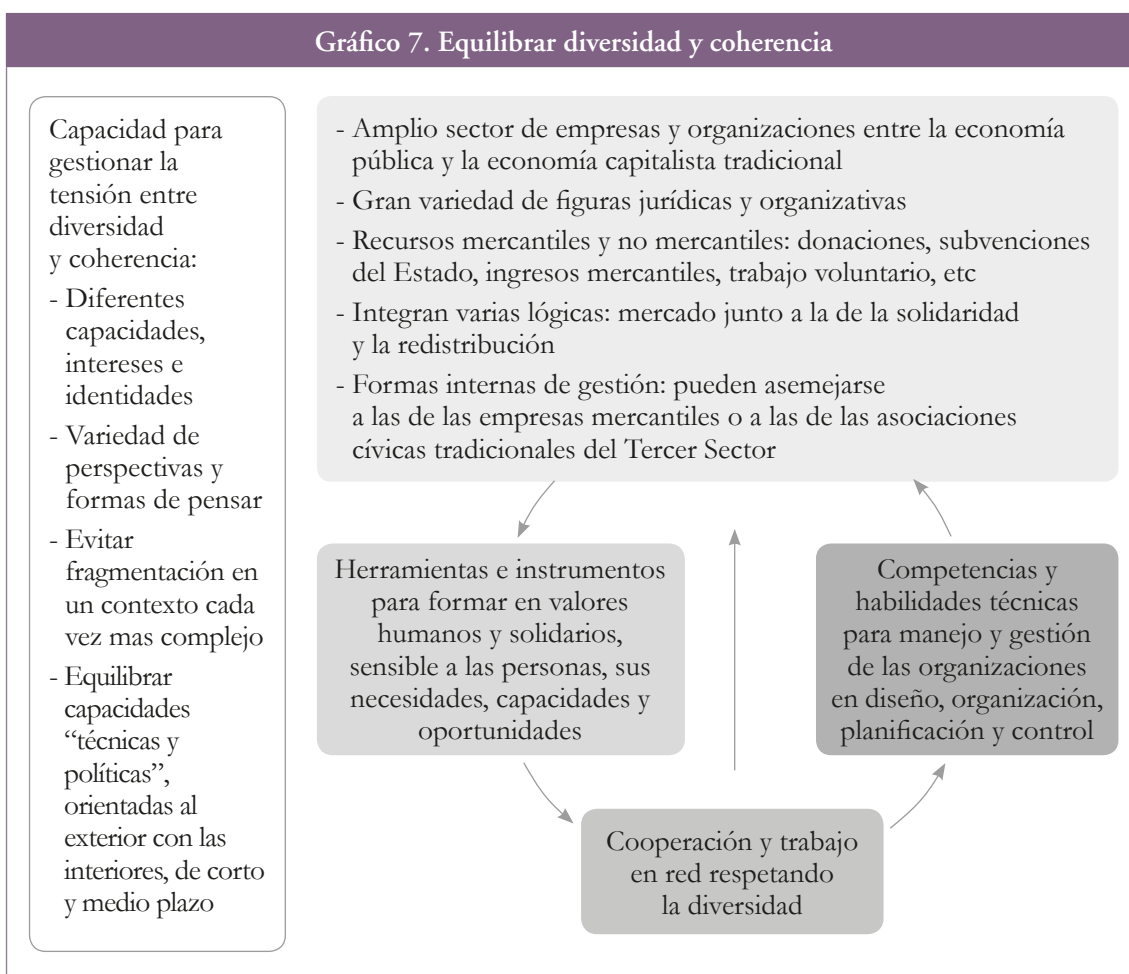 Gráfico 7. Equilibrar diversidad y coherencia
Capacidad para
gestionar la
tensión entre
diversidad
y coherencia:
- Diferentes
capacidades,
intereses e
identidades
- Variedad de
perspectivas y
formas de pensar
- Evitar
fragmentación en
un contexto cada
vez mas complejo
- Equilibrar
capacidades
“técnicas y
políticas”,
orientadas al
exterior con las
interiores, de corto
y medio plazo
- Amplio sector de empresas y organizaciones entre la economía
pública y la economía capitalista tradicional
- Gran variedad de figuras jurídicas y organizativas
- Recursos mercantiles y no mercantiles: donaciones, subvenciones
del Estado, ingresos mercantiles, trabajo voluntario, etc
- Integran varias lógicas: mercado junto a la de la solidaridad
y la redistribución
- Formas internas de gestión: pueden asemejarse
a las de las empresas mercantiles o a las de las asociaciones
cívicas tradicionales del Tercer Sector
Herramientas e instrumentos
para formar en valores
humanos y solidarios,
sensible a las personas, sus
necesidades, capacidades y
oportunidades
Competencias y
habilidades técnicas
para manejo y gestión
de las organizaciones
en diseño, organización,
planificación y control
Cooperación y trabajo
en red respetando
la diversidad